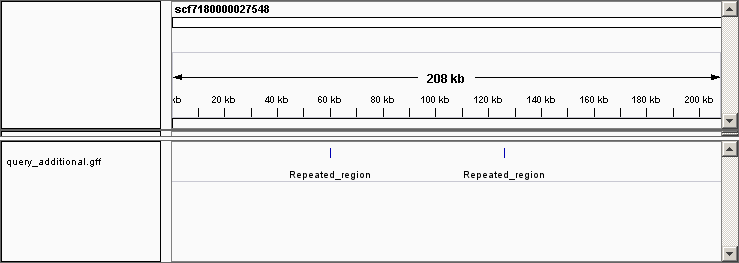 scf7180000027548
208 kb
kb 20 kb 40 kb 60 kb 80 kb 100 kb 120 kb 140 kb 160 kb 180 kb 200 kb
query_additional.gff
Repeated_region Repeated_region